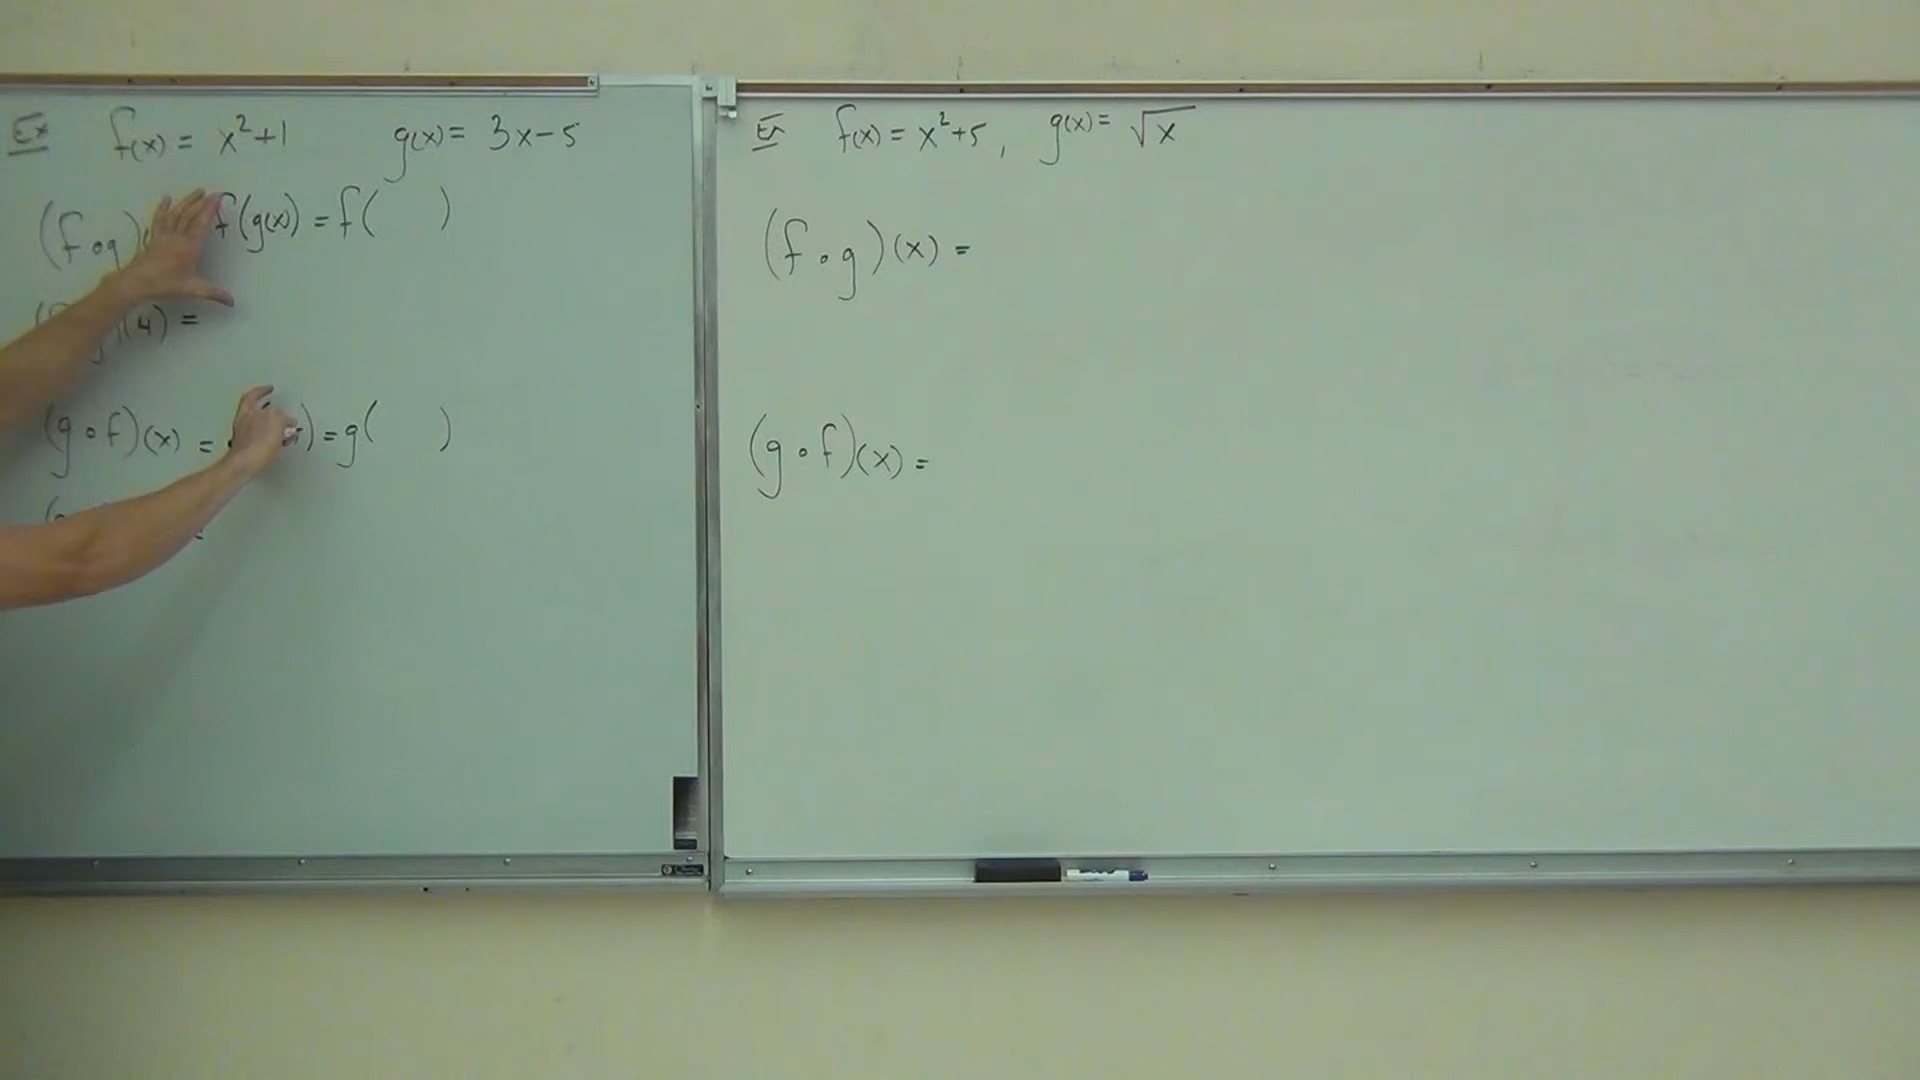 Ex f(x) = x²+1 g(x) = 3x-5
(f∘g)( f(g(x)) = f( )
(4) =
(g∘f)(x) = ) = g( )
Ex f(x) = x²+5, g(x) = √x
(f∘g)(x) =
(g∘f)(x) =